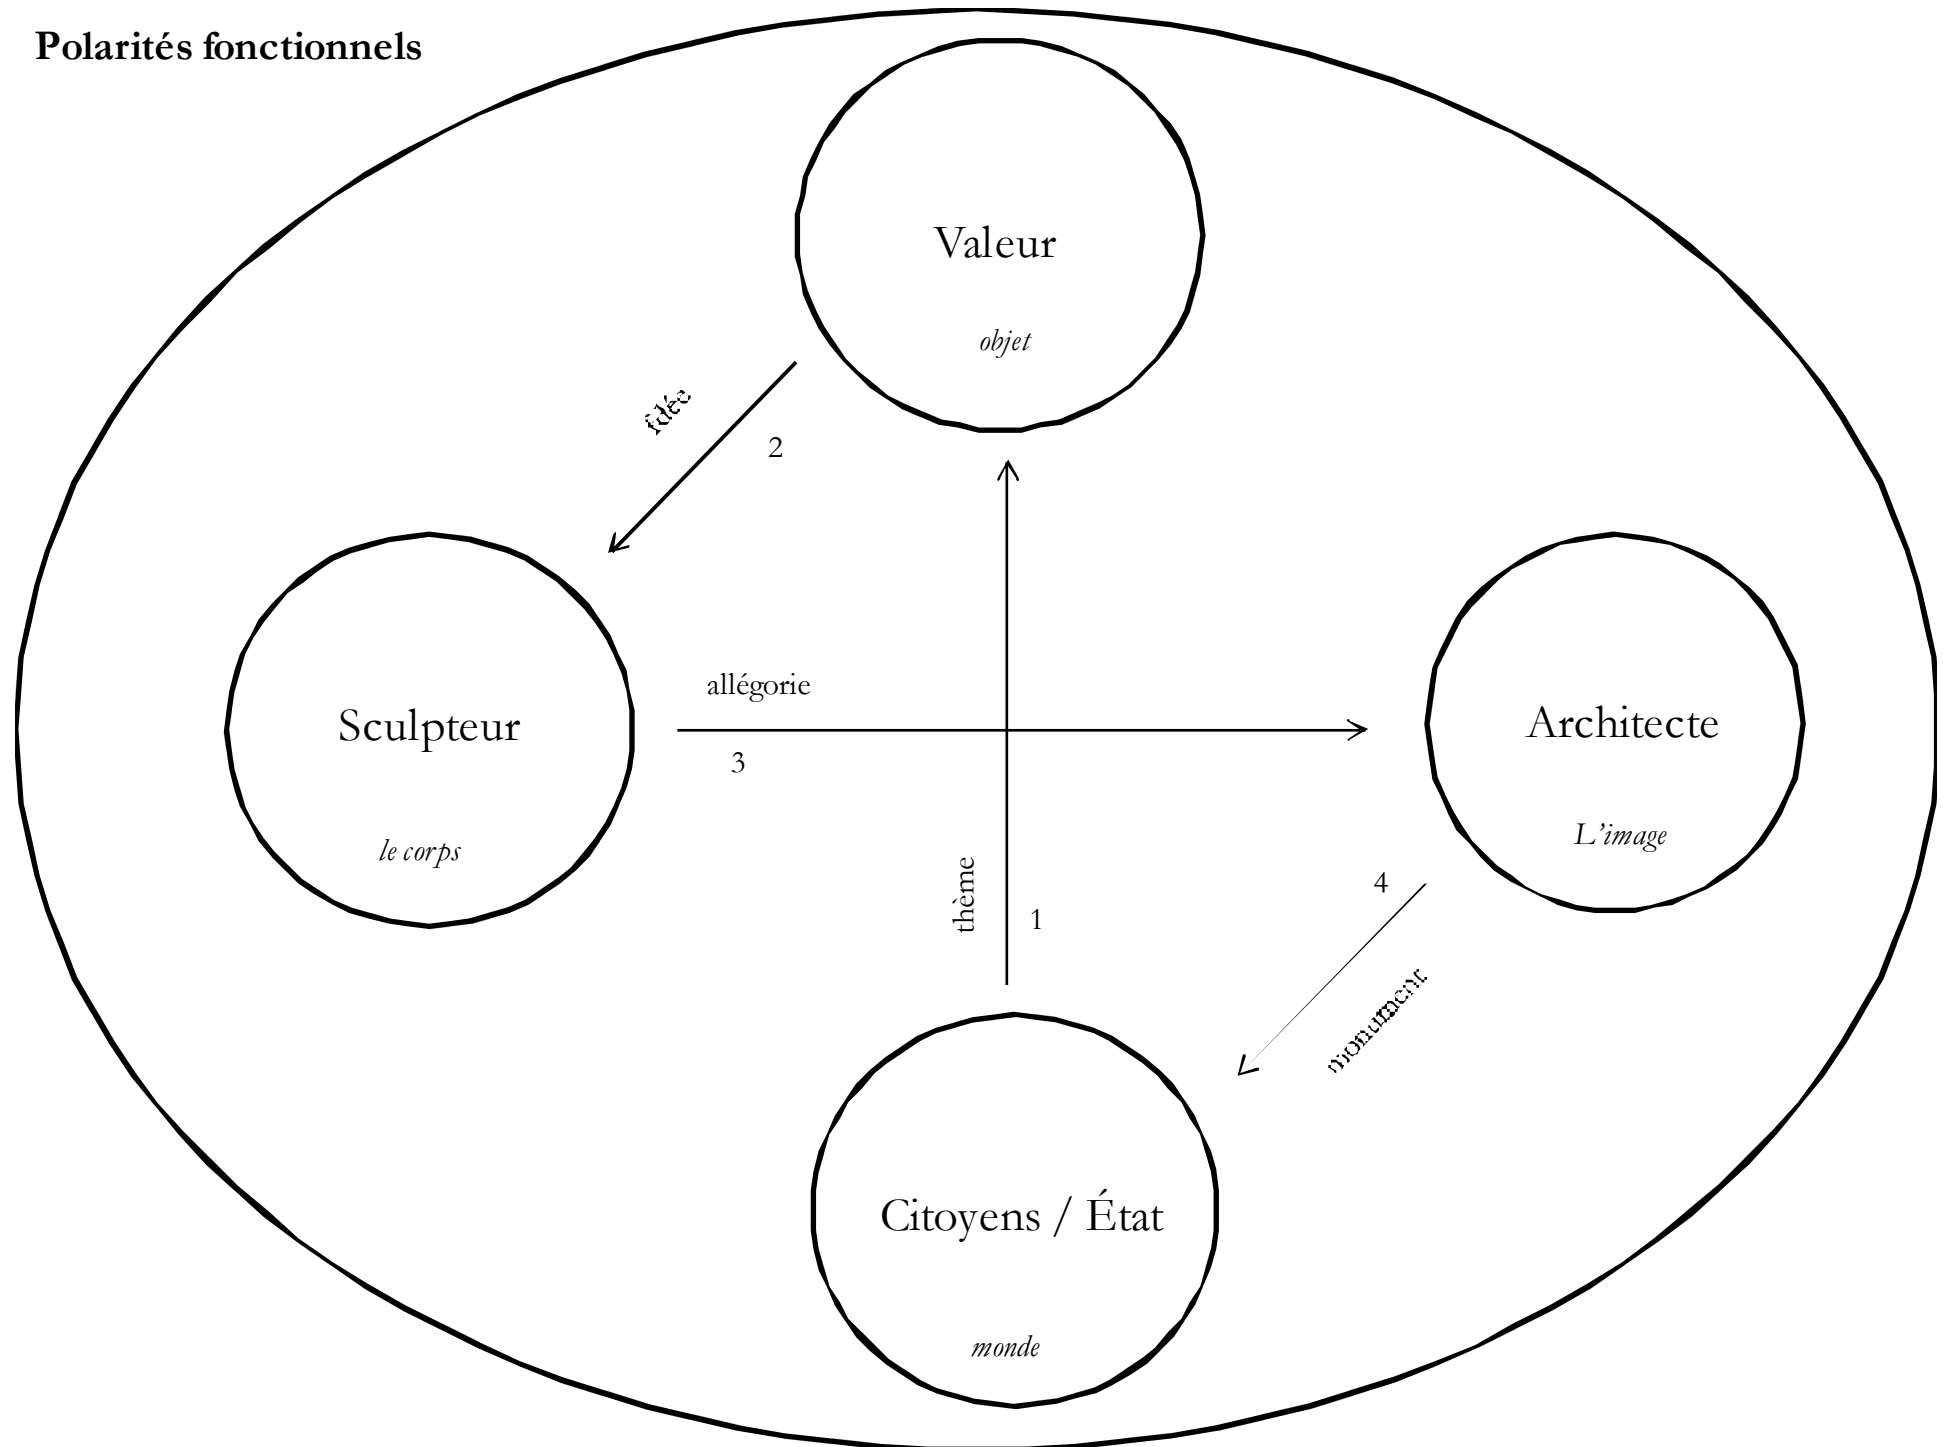 Polarités fonctionnels
Valeur
objet
idée
2
Sculpteur
le corps
allégorie
3
Architecte
L’image
thème
1
4
monument
Citoyens / État
monde